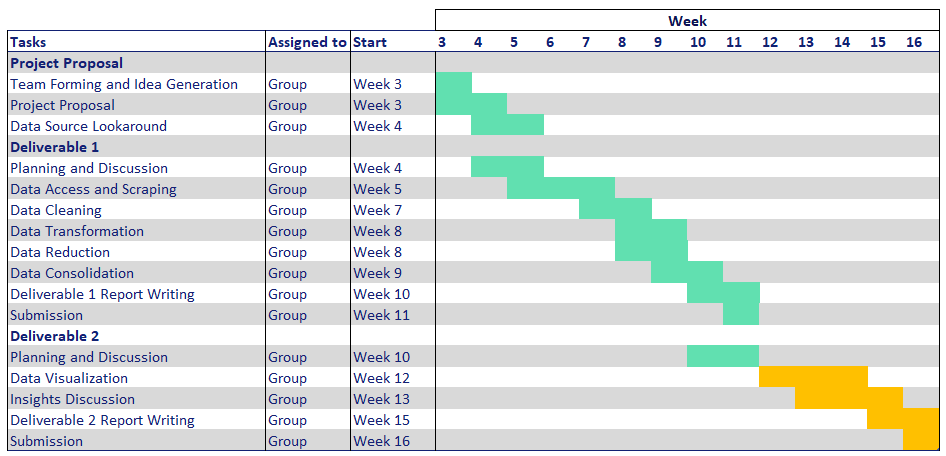 Week
Tasks Assigned to Start 3 4 5 6 7 8 9 10 11 12 13 14 15 16
Project Proposal
Team Forming and Idea Generation Group Week 3
Project Proposal Group Week 3
Data Source Lookaround Group Week 4
Deliverable 1
Planning and Discussion Group Week 4
Data Access and Scraping Group Week 5
Data Cleaning Group Week 7
Data Transformation Group Week 8
Data Reduction Group Week 8
Data Consolidation Group Week 9
Deliverable 1 Report Writing Group Week 10
Submission Group Week 11
Deliverable 2
Planning and Discussion Group Week 10
Data Visualization Group Week 12
Insights Discussion Group Week 13
Deliverable 2 Report Writing Group Week 15
Submission Group Week 16